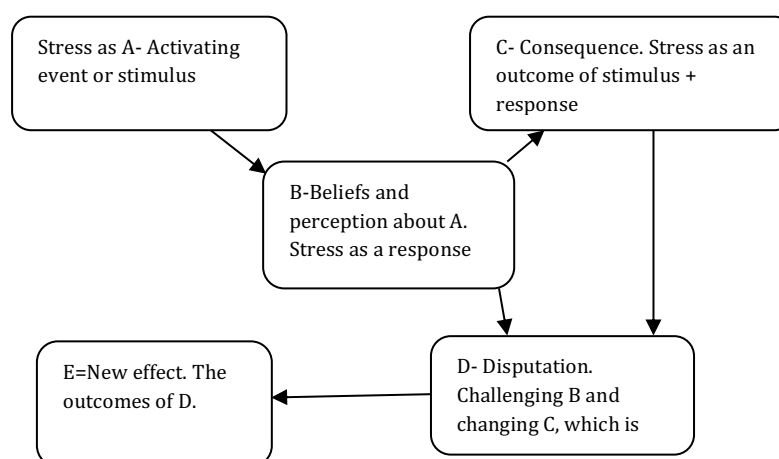 Stress as A- Activating
event or stimulus
C- Consequence. Stress as an
outcome of stimulus +
response
B-Beliefs and
perception about A.
Stress as a response
E=New effect. The
outcomes of D.
D- Disputation.
Challenging B and
changing C, which is